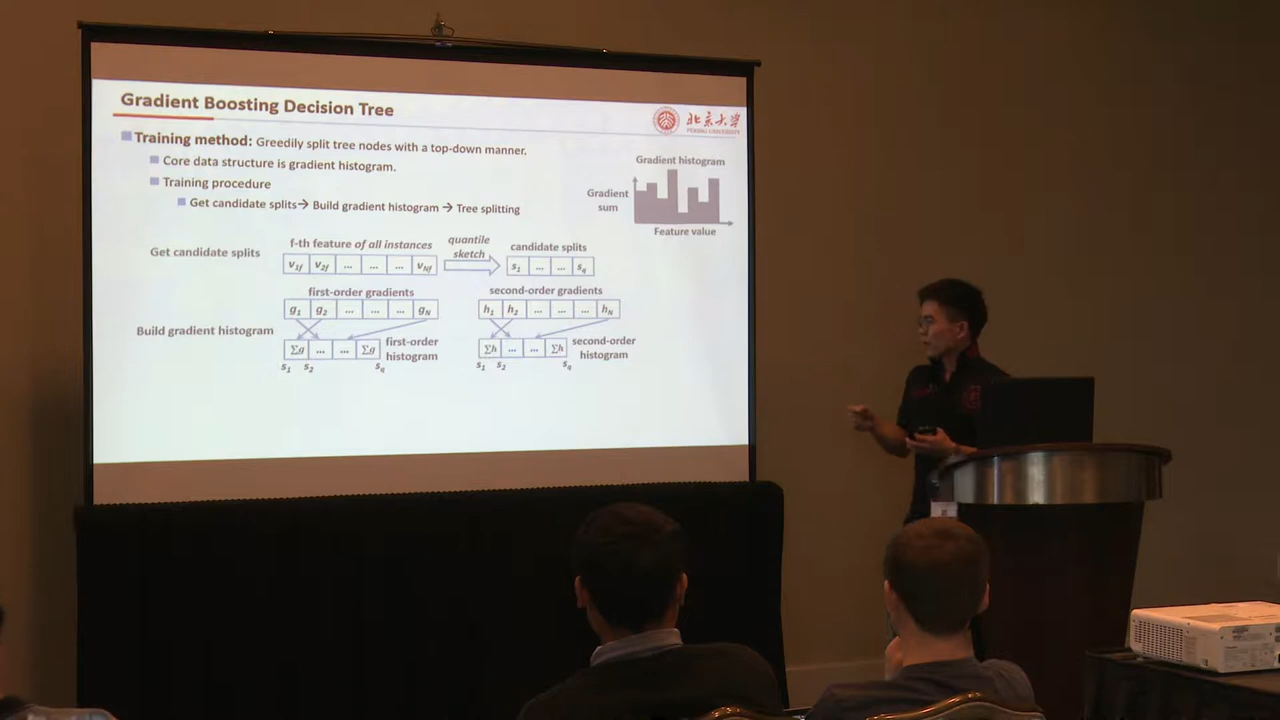 Gradient Boosting Decision Tree
北京大学
PEKING UNIVERSITY
Training method: Greedily split tree nodes with a top-down manner.
Core data structure is gradient histogram.
Training procedure
Get candidate splits→ Build gradient histogram → Tree splitting
Gradient histogram
Gradient
sum
Feature value
Get candidate splits
f-th feature of all instances
v1f v2f ... ... ... vNf
quantile
sketch
candidate splits
s1 ... ... sq
first-order gradients
g1 g2 ... ... ... gN
second-order gradients
h1 h2 ... ... ... hN
Build gradient histogram
Σg ... ... Σg
first-order
histogram
s1 s2 sq
Σh ... ... Σh
second-order
histogram
s1 s2 sq